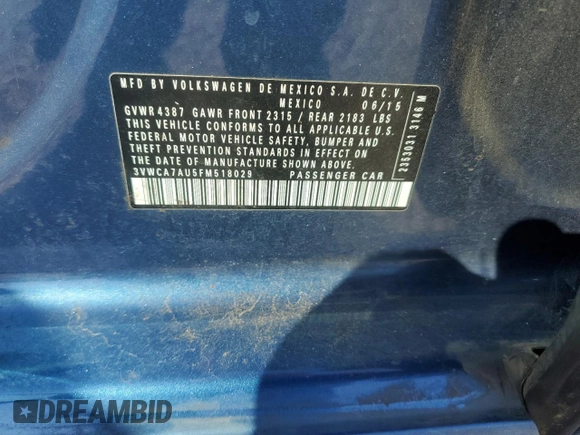 MFD BY VOLKSWAGEN DE MEXICO S.A. DE C.V.
MEXICO 06/15
GVWR 4387 GAWR FRONT 2315 / REAR 2183 LBS
THIS VEHICLE CONFORMS TO ALL APPLICABLE U.S.
FEDERAL MOTOR VEHICLE SAFETY, BUMPER AND
THEFT PREVENTION STANDARDS IN EFFECT ON
THE DATE OF MANUFACTURE SHOWN ABOVE.
3VWCA7AU5FM518029 PASSENGER CAR
2353031 3146 M
DREAMBID